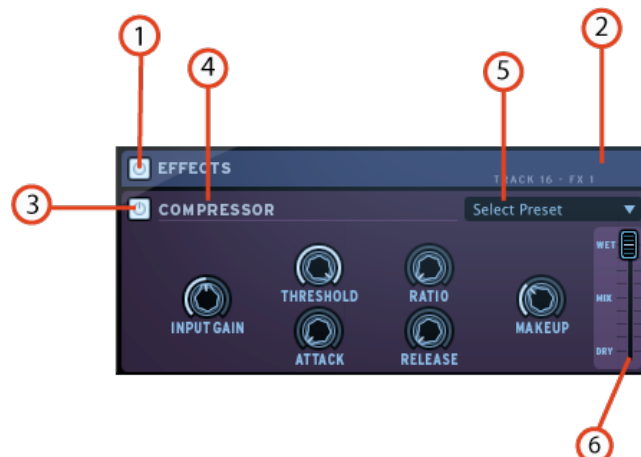 1
2
4
5
EFFECTS
TRACK 16 - FX 1
3
COMPRESSOR
Select Preset
WET
THRESHOLD
RATIO
MIX
INPUT GAIN
MAKEUP
ATTACK
RELEASE
DRY
6